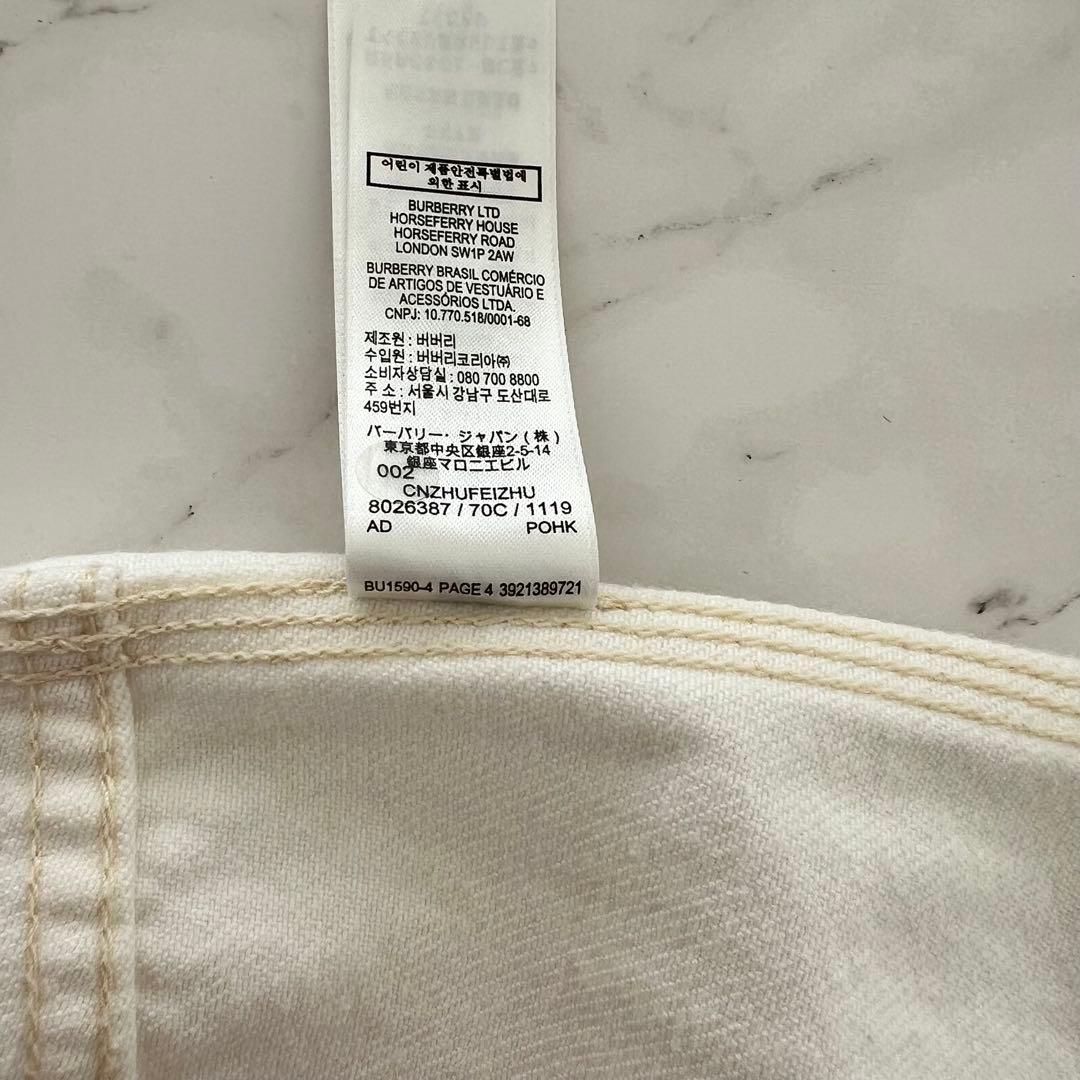 어린이 제품안전특별법에
의한 표시
BURBERRY LTD
HORSEFERRY HOUSE
HORSEFERRY ROAD
LONDON SW1P 2AW
BURBERRY BRASIL COMÉRCIO
DE ARTIGOS DE VESTUÁRIO E
ACESSÓRIOS LTDA.
CNPJ: 10.770.518/0001-68
제조원 : 버버리
수입원 : 버버리코리아㈜
소비자상담실 : 080 700 8800
주 소 : 서울시 강남구 도산대로
459번지
バーバリー・ジャパン ( 株 )
東京都中央区銀座2-5-14
銀座マロニエビル
002
CNZHUFEIZHU
8026387 / 70C / 1119
AD POHK
BU1590-4 PAGE 4 3921389721